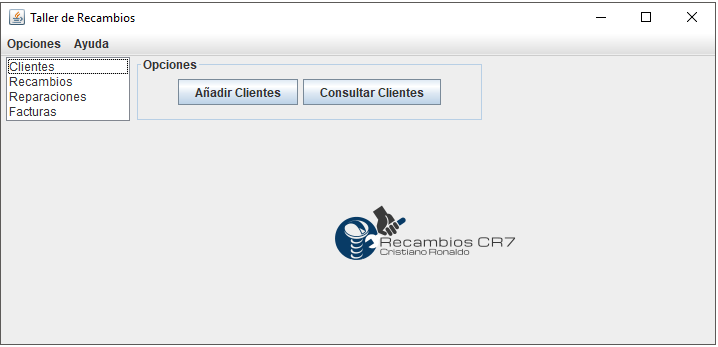 Taller de Recambios
Opciones Ayuda
Clientes
Recambios
Reparaciones
Facturas
Opciones
Añadir Clientes Consultar Clientes
Recambios CR7
Cristiano Ronaldo